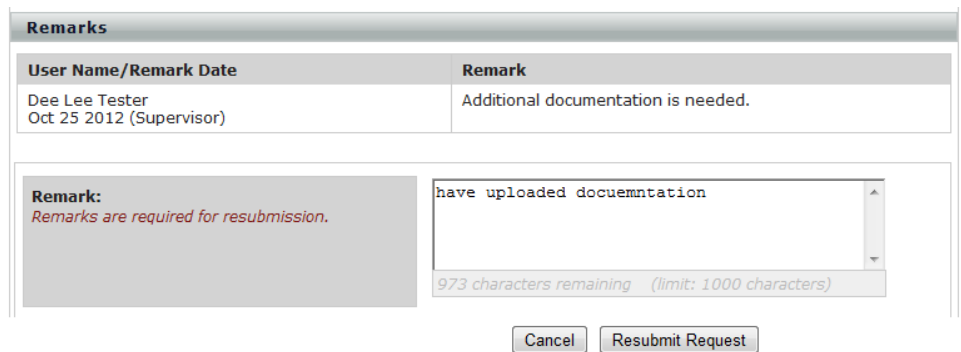 Remarks
User Name/Remark Date Remark
Dee Lee Tester Additional documentation is needed.
Oct 25 2012 (Supervisor)
Remark:
Remarks are required for resubmission.
have uploaded docuemntation
973 characters remaining (limit: 1000 characters)
Cancel Resubmit Request